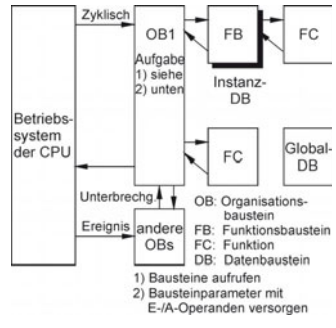 Zyklisch
OB1
Aufgabe
1) siehe
2) unten
FB
FC
Instanz-
DB
Betriebs-
system
der CPU
FC
Global-
DB
Unterbrechg.
Ereignis
andere
OBs
OB: Organisations-
baustein
FB: Funktionsbaustein
FC: Funktion
DB: Datenbaustein
1) Bausteine aufrufen
2) Bausteinparameter mit
E-/A-Operanden versorgen